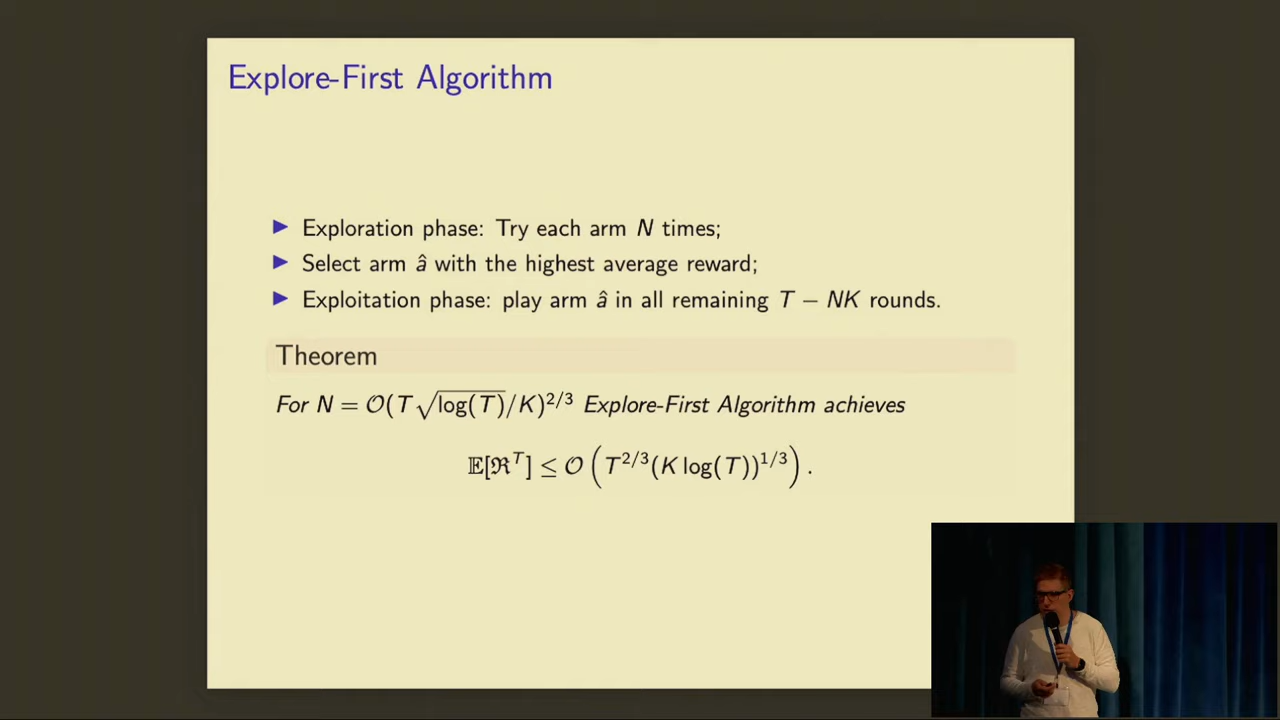 Explore-First Algorithm
▶ Exploration phase: Try each arm N times;
▶ Select arm â with the highest average reward;
▶ Exploitation phase: play arm â in all remaining T − NK rounds.
Theorem
For N = 𝒪(T√log(T)/K)^{2/3} Explore-First Algorithm achieves
𝔼[ℜ^T] ≤ 𝒪 (T^{2/3}(K log(T))^{1/3}).